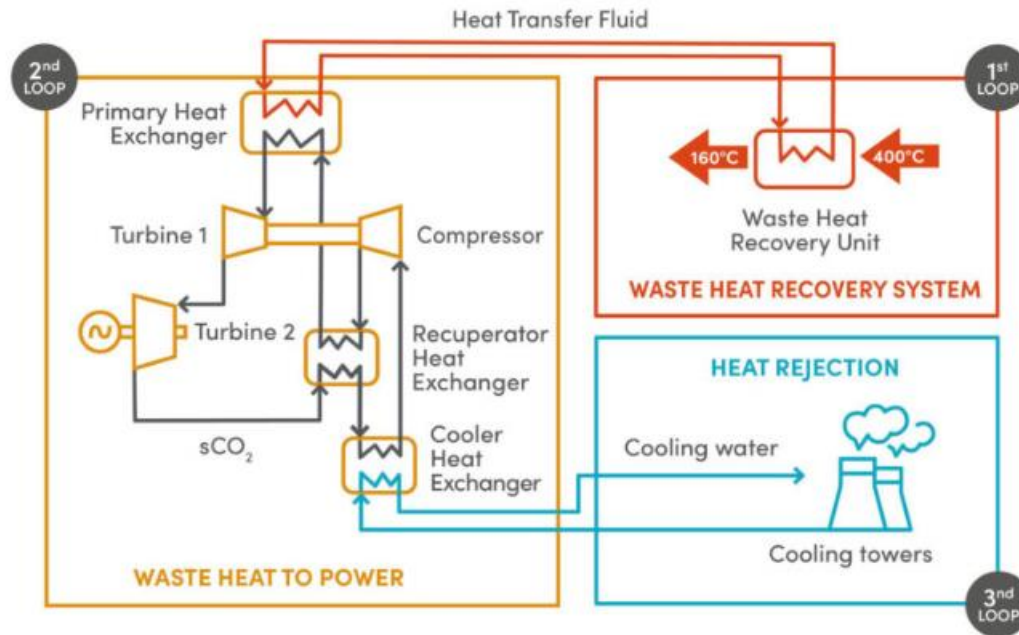 Heat Transfer Fluid
2nd
LOOP
1st
LOOP
Primary Heat
Exchanger
160°C
400°C
Turbine 1
Compressor
Waste Heat
Recovery Unit
WASTE HEAT RECOVERY SYSTEM
Turbine 2
Recuperator
Heat
Exchanger
HEAT REJECTION
sCO₂
Cooler
Heat
Exchanger
Cooling water
Cooling towers
WASTE HEAT TO POWER
3nd
LOOP